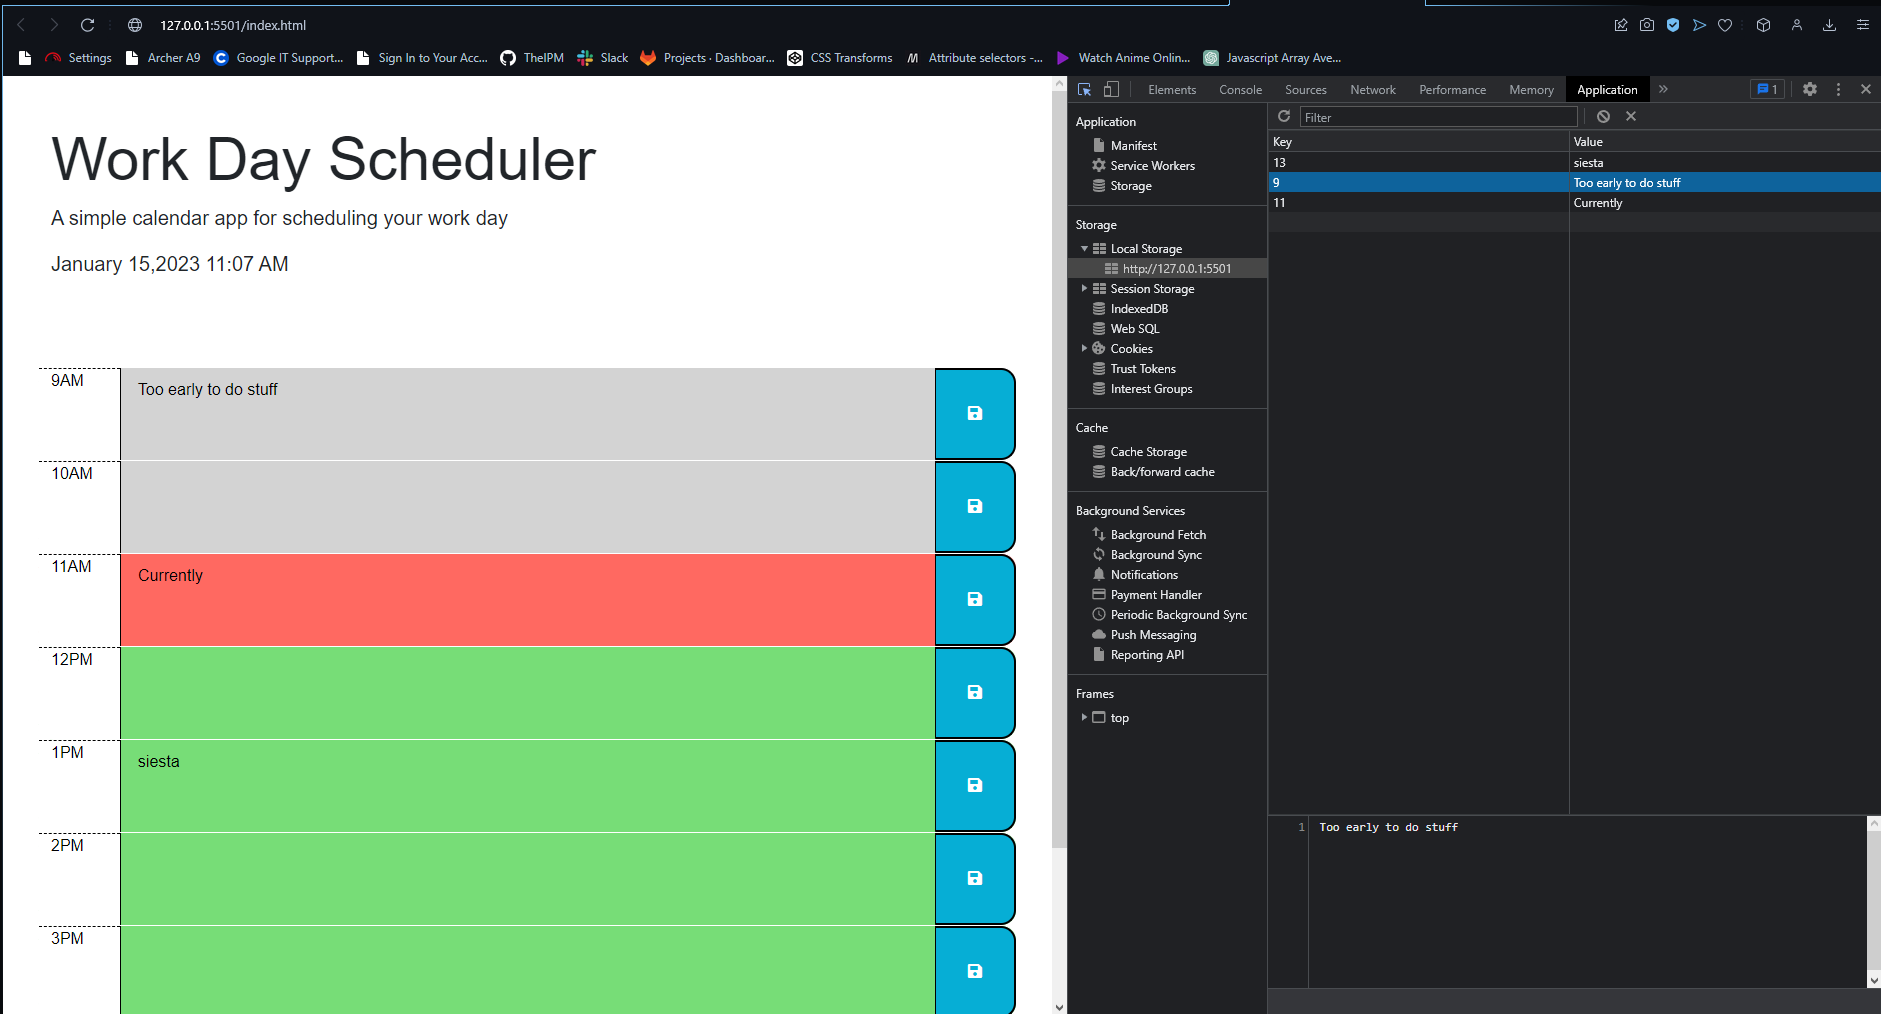 127.0.0.1:5501/index.html
Settings Archer A9 Google IT Support... Sign In to Your Acc... TheIPM Slack Projects · Dashboar... CSS Transforms Attribute selectors -... Watch Anime Onlin... Javascript Array Ave...
Work Day Scheduler
A simple calendar app for scheduling your work day
January 15,2023 11:07 AM
9AM Too early to do stuff
10AM
11AM Currently
12PM
1PM siesta
2PM
3PM
Elements Console Sources Network Performance Memory Application » 1
Application
Manifest
Service Workers
Storage
Storage
Local Storage
http://127.0.0.1:5501
Session Storage
IndexedDB
Web SQL
Cookies
Trust Tokens
Interest Groups
Cache
Cache Storage
Back/forward cache
Background Services
Background Fetch
Background Sync
Notifications
Payment Handler
Periodic Background Sync
Push Messaging
Reporting API
Frames
top
Filter
Key Value
13 siesta
9 Too early to do stuff
11 Currently
1 Too early to do stuff